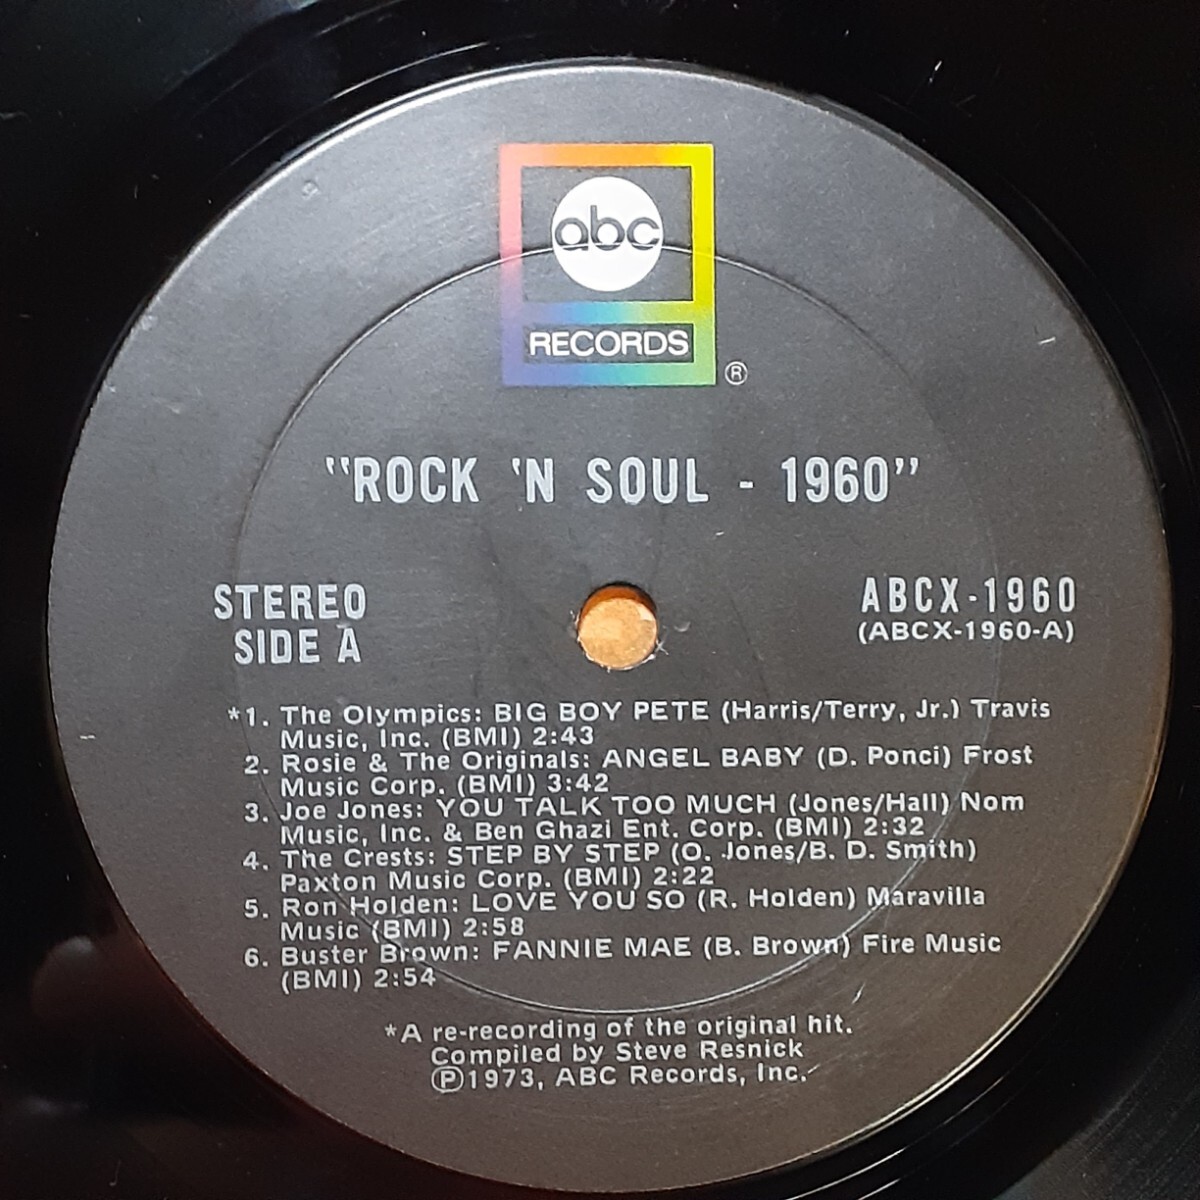 abc
RECORDS
®
"ROCK 'N SOUL - 1960"
STEREO
SIDE A
ABCX-1960
(ABCX-1960-A)
*1. The Olympics: BIG BOY PETE (Harris/Terry, Jr.) Travis
Music, Inc. (BMI) 2:43
2. Rosie & The Originals: ANGEL BABY (D. Ponci) Frost
Music Corp. (BMI) 3:42
3. Joe Jones: YOU TALK TOO MUCH (Jones/Hall) Nom
Music, Inc. & Ben Ghazi Ent. Corp. (BMI) 2:32
4. The Crests: STEP BY STEP (O. Jones/B. D. Smith)
Paxton Music Corp. (BMI) 2:22
5. Ron Holden: LOVE YOU SO (R. Holden) Maravilla
Music (BMI) 2:58
6. Buster Brown: FANNIE MAE (B. Brown) Fire Music
(BMI) 2:54
*A re-recording of the original hit.
Compiled by Steve Resnick
℗1973, ABC Records, Inc.